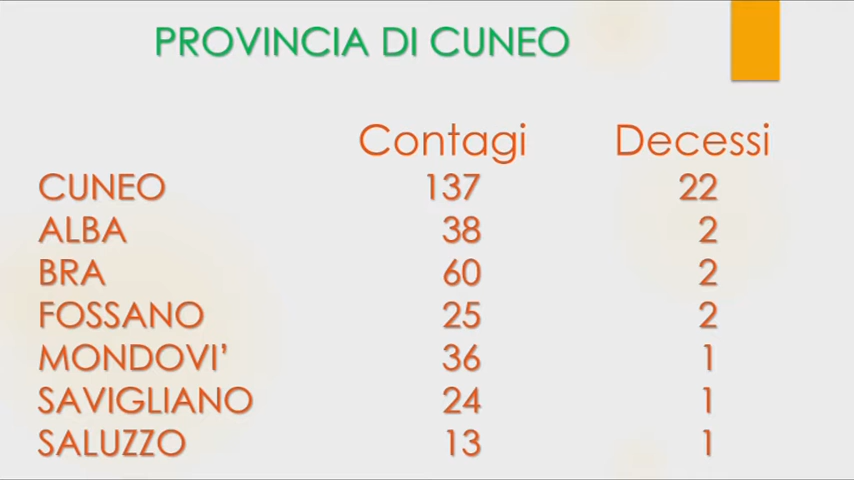 PROVINCIA DI CUNEO
Contagi Decessi
CUNEO 137 22
ALBA 38 2
BRA 60 2
FOSSANO 25 2
MONDOVI’ 36 1
SAVIGLIANO 24 1
SALUZZO 13 1